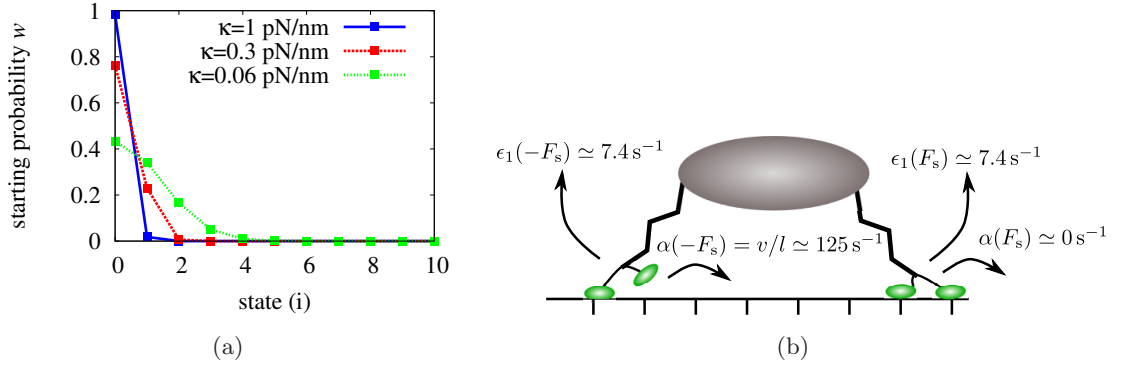 starting probability w
1
0.8
0.6
0.4
0.2
0
κ=1 pN/nm
κ=0.3 pN/nm
κ=0.06 pN/nm
0 2 4 6 8 10
state (i)
(a)
ϵ₁(−Fₛ) ≃ 7.4 s⁻¹
ϵ₁(Fₛ) ≃ 7.4 s⁻¹
α(−Fₛ) = v/l ≃ 125 s⁻¹
α(Fₛ) ≃ 0 s⁻¹
(b)